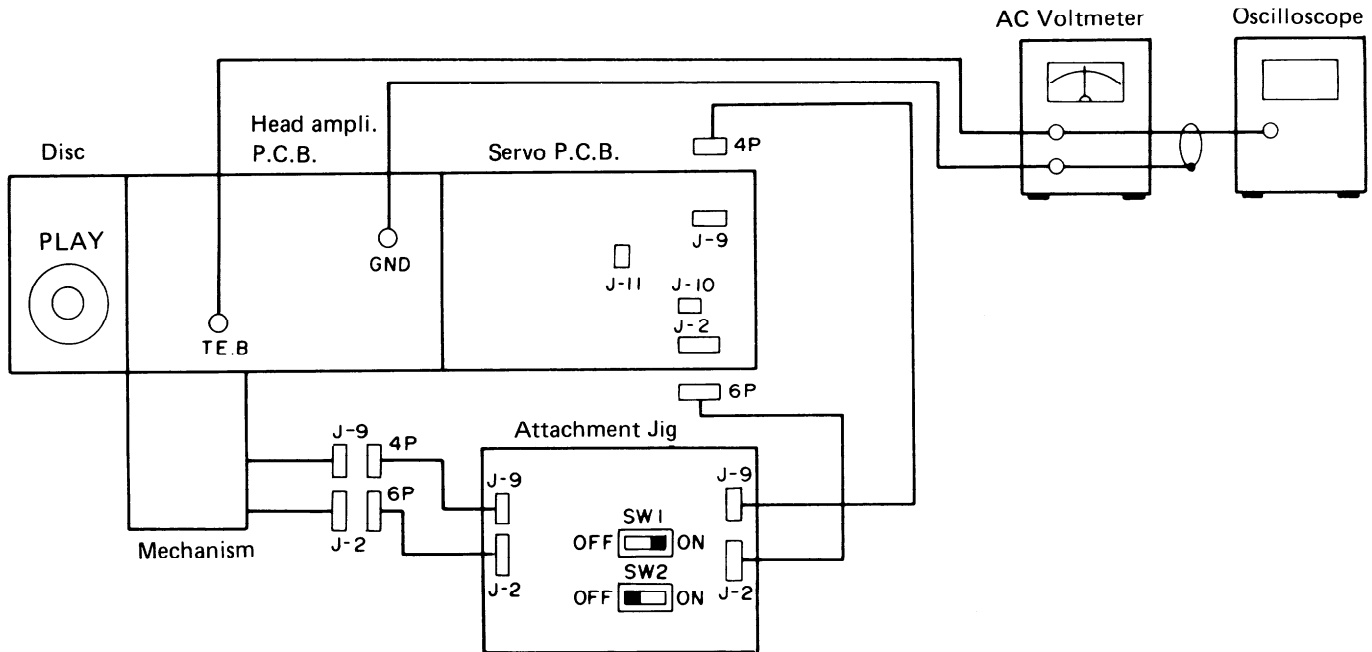 AC Voltmeter
Oscilloscope
Head ampli.
P.C.B.
Disc
Servo P.C.B.
4P
PLAY
J-9
GND
J-11
J-10
J-2
TE.B
6P
Attachment Jig
J-9
4P
J-9
J-9
6P
SW1
OFF
ON
Mechanism
J-2
SW2
J-2
J-2
OFF
ON